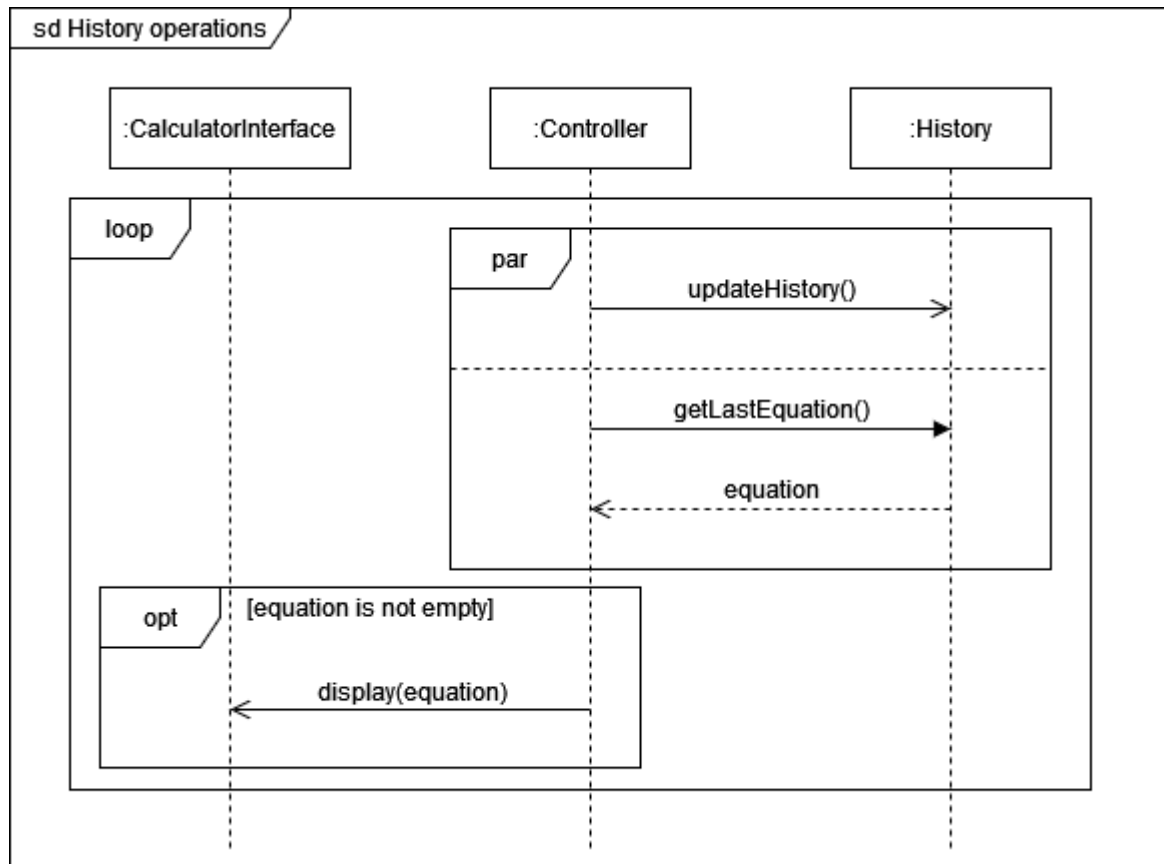 sd History operations
:CalculatorInterface
:Controller
:History
loop
par
updateHistory()
getLastEquation()
equation
opt
[equation is not empty]
display(equation)